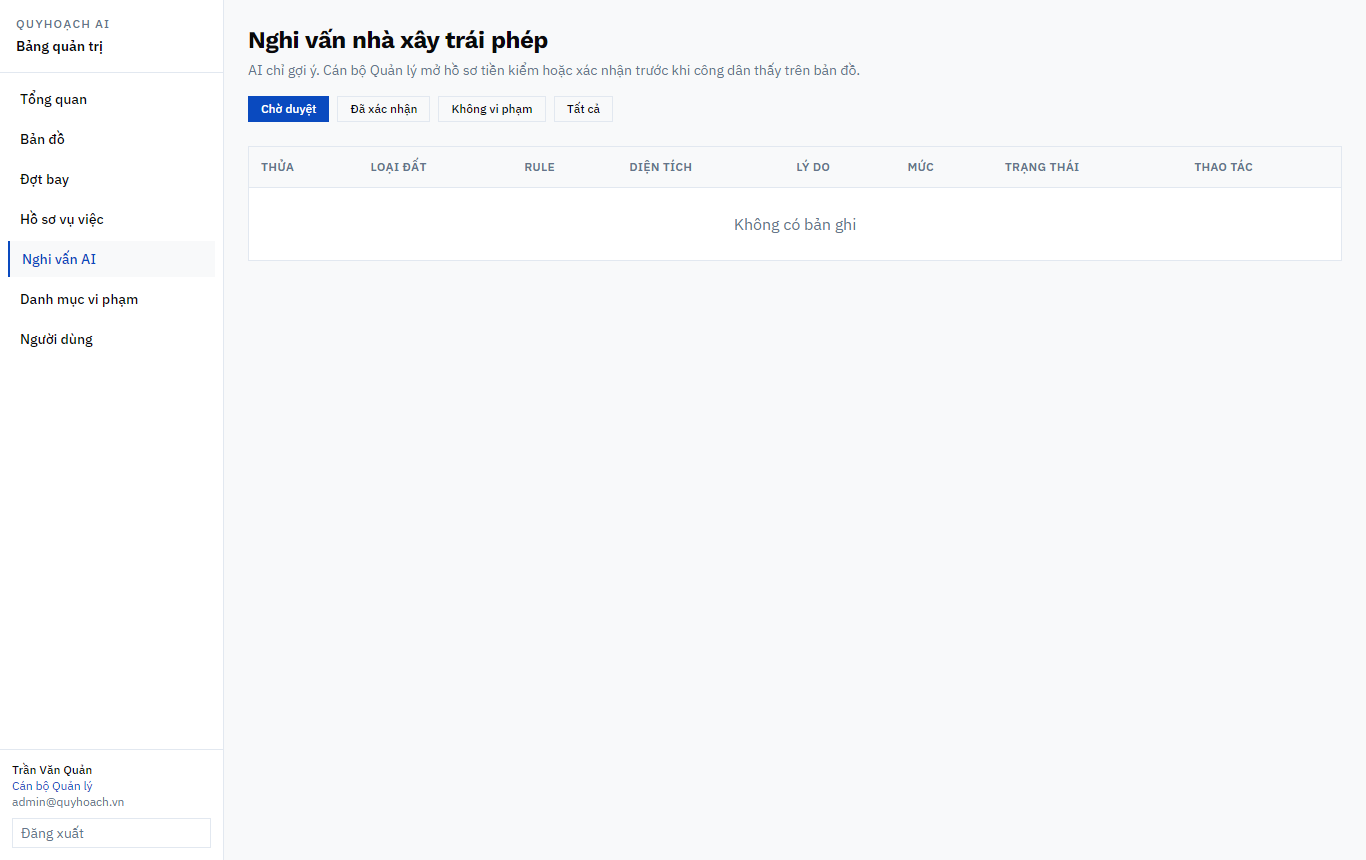 QUYHOẠCH AI
Bảng quản trị
Tổng quan
Bản đồ
Đợt bay
Hồ sơ vụ việc
Nghi vấn AI
Danh mục vi phạm
Người dùng
Trần Văn Quản
Cán bộ Quản lý
admin@quyhoach.vn
Đăng xuất
Nghi vấn nhà xây trái phép
AI chỉ gợi ý. Cán bộ Quản lý mở hồ sơ tiền kiểm hoặc xác nhận trước khi công dân thấy trên bản đồ.
Chờ duyệt Đã xác nhận Không vi phạm Tất cả
THỬA LOẠI ĐẤT RULE DIỆN TÍCH LÝ DO MỨC TRẠNG THÁI THAO TÁC
Không có bản ghi